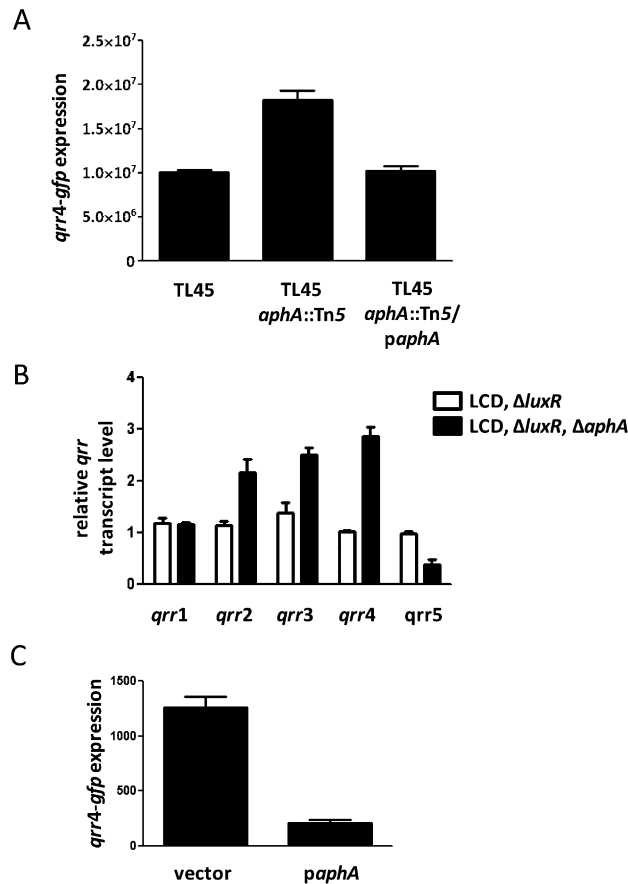 A
qrr4-gfp expression
2.5×10⁷
2.0×10⁷
1.5×10⁷
1.0×10⁷
5.0×10⁶
0
TL45
TL45
aphA::Tn5
TL45
aphA::Tn5/
paphA
B
relative qrr
transcript level
4
3
2
1
0
LCD, ΔluxR
LCD, ΔluxR, ΔaphA
qrr1
qrr2
qrr3
qrr4
qrr5
C
qrr4-gfp expression
1500
1000
500
0
vector
paphA